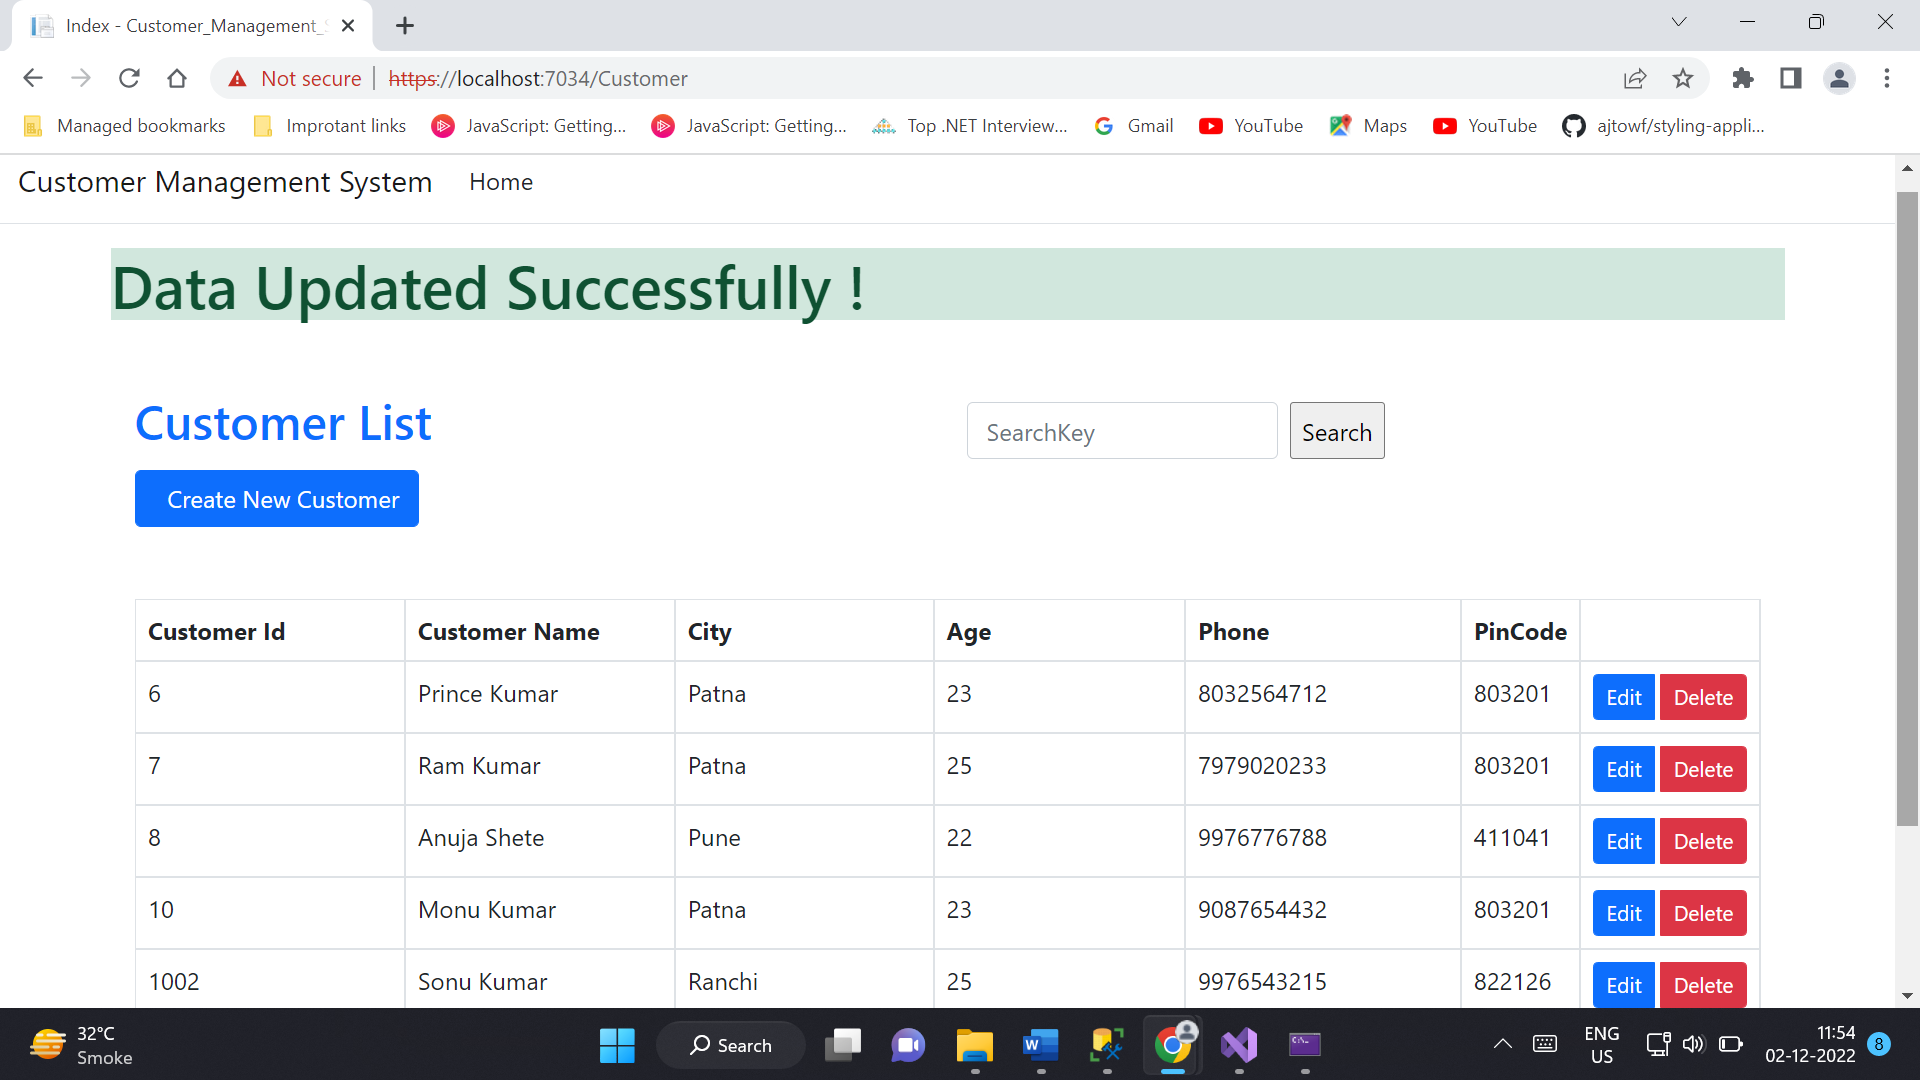 Index - Customer_Management_S
Not secure https://localhost:7034/Customer
Managed bookmarks Improtant links JavaScript: Getting... JavaScript: Getting... Top .NET Interview... Gmail YouTube Maps YouTube ajtowf/styling-appli...
Customer Management System Home
Data Updated Successfully !
Customer List
SearchKey Search
Create New Customer
Customer Id Customer Name City Age Phone PinCode
6 Prince Kumar Patna 23 8032564712 803201 Edit Delete
7 Ram Kumar Patna 25 7979020233 803201 Edit Delete
8 Anuja Shete Pune 22 9976776788 411041 Edit Delete
10 Monu Kumar Patna 23 9087654432 803201 Edit Delete
1002 Sonu Kumar Ranchi 25 9976543215 822126 Edit Delete
32°C
Smoke
Search
ENG
US
11:54
02-12-2022
8